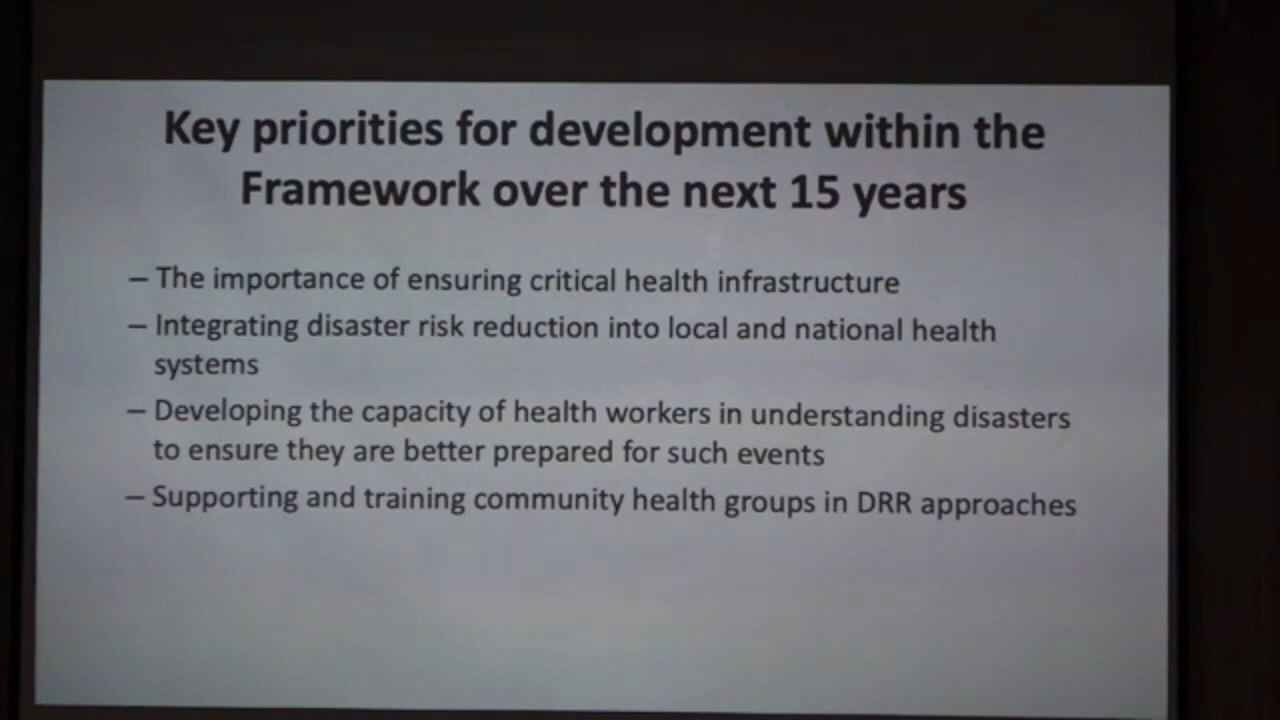 Key priorities for development within the
Framework over the next 15 years
– The importance of ensuring critical health infrastructure
– Integrating disaster risk reduction into local and national health
systems
– Developing the capacity of health workers in understanding disasters
to ensure they are better prepared for such events
– Supporting and training community health groups in DRR approaches